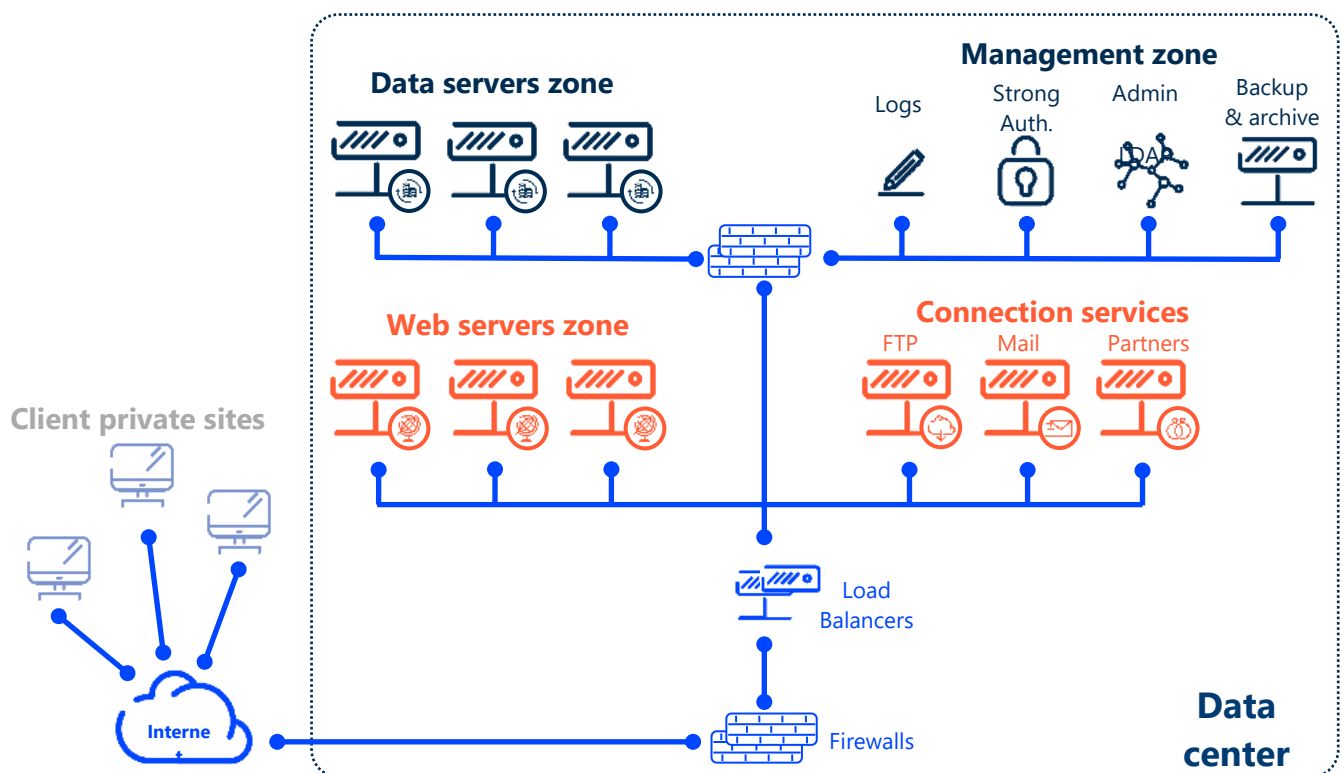 Data servers zone
Management zone
Logs
Strong
Auth.
Admin
LDAP
Backup
& archive
Web servers zone
Connection services
FTP
Mail
Partners
Client private sites
Load
Balancers
Interne
t
Firewalls
Data
center